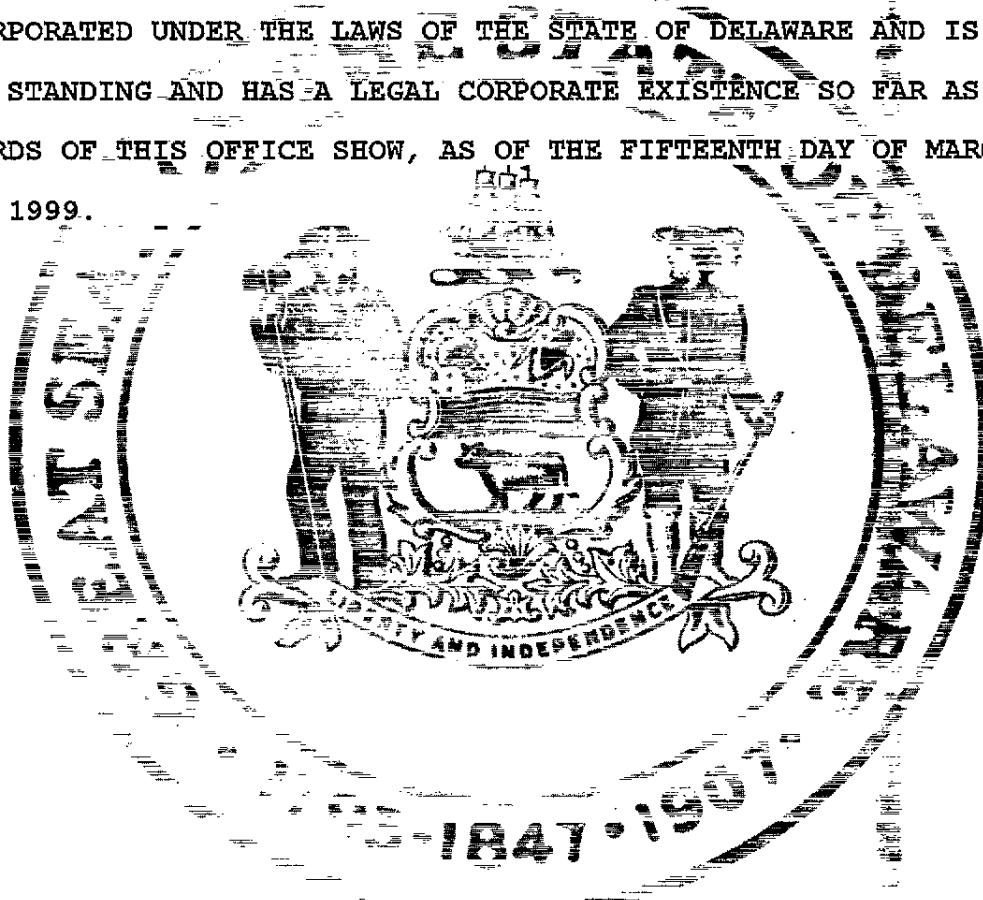 RPORATED UNDER THE LAWS OF THE STATE OF DELAWARE AND IS
STANDING AND HAS A LEGAL CORPORATE EXISTENCE SO FAR AS
RDS OF THIS OFFICE SHOW, AS OF THE FIFTEENTH DAY OF MAR
1999.
AND INDEPENDENCE
1847 • 1907 •